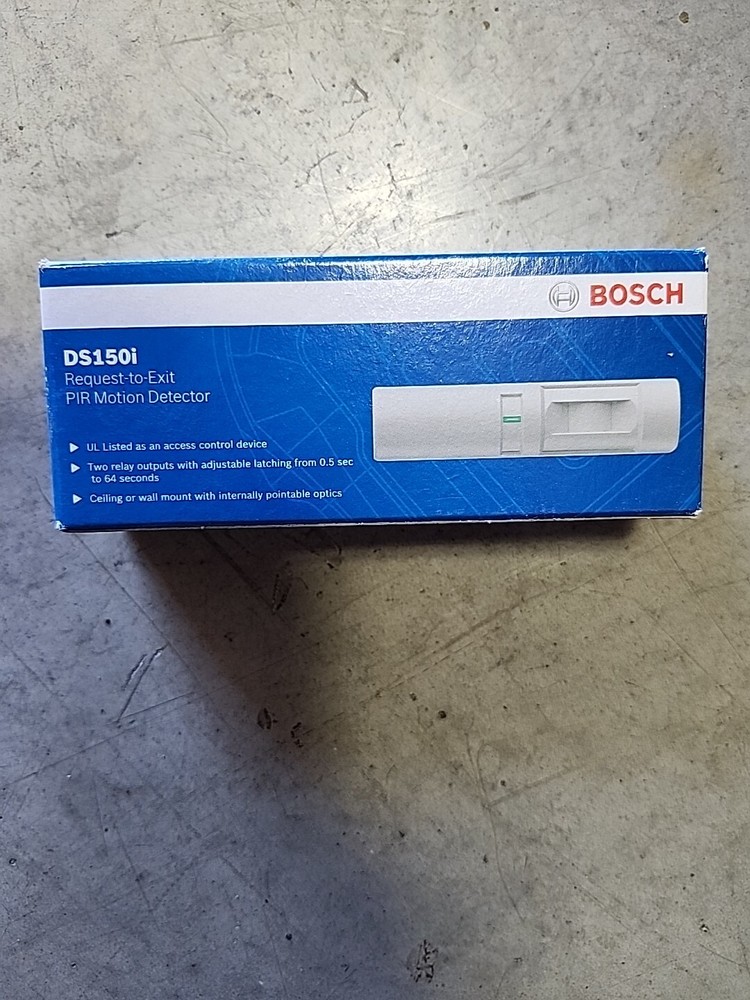 BOSCH
DS150i
Request-to-Exit
PIR Motion Detector
UL Listed as an access control device
Two relay outputs with adjustable latching from 0.5 sec
to 64 seconds
Ceiling or wall mount with internally pointable optics